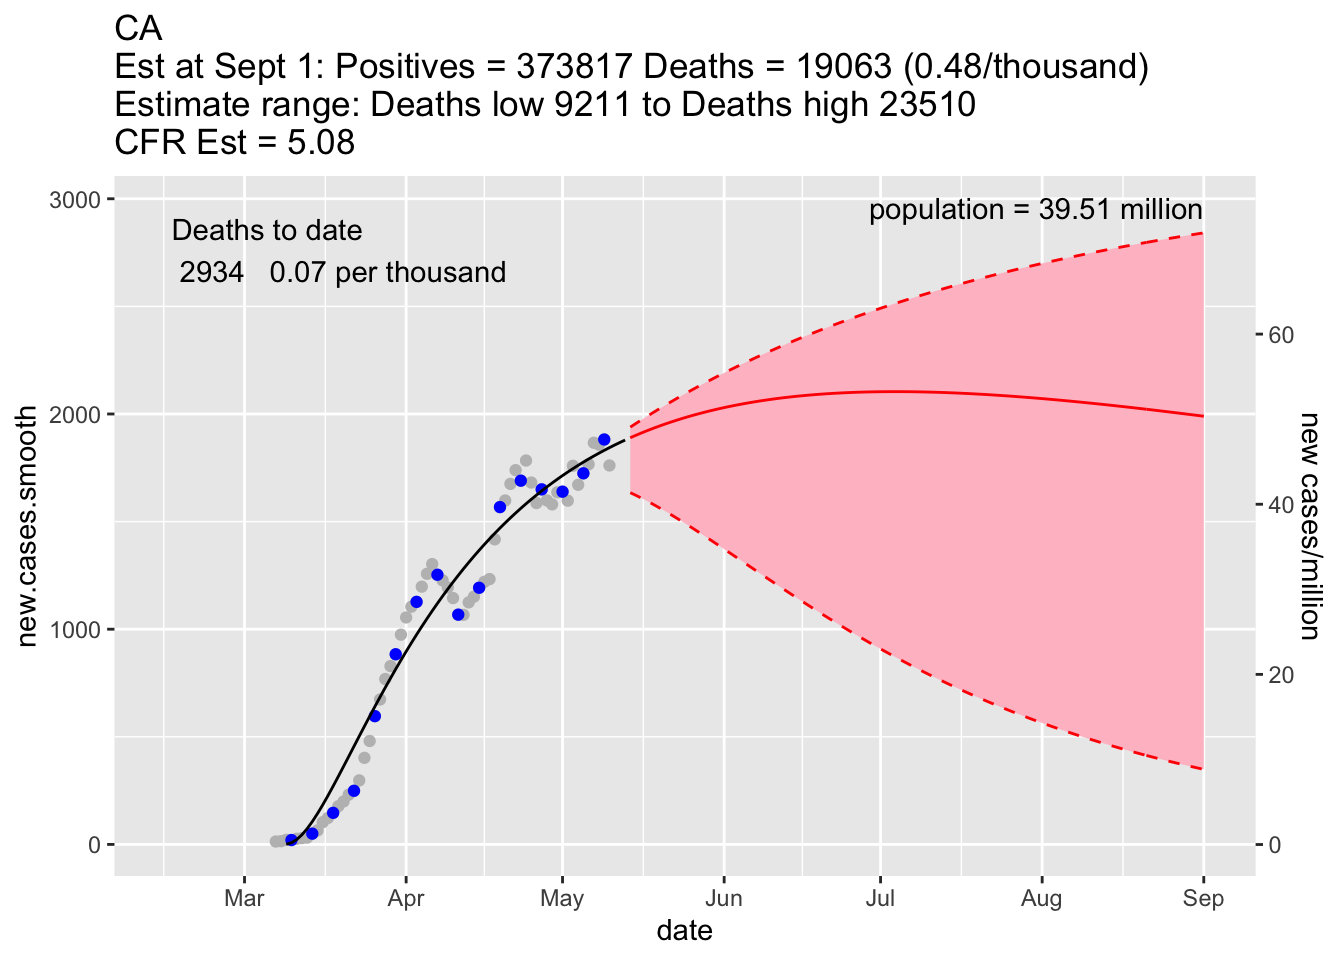 CA
Est at Sept 1: Positives = 373817 Deaths = 19063 (0.48/thousand)
Estimate range: Deaths low 9211 to Deaths high 23510
CFR Est = 5.08
population = 39.51 million
Deaths to date
2934 0.07 per thousand
new.cases.smooth
3000
2000
1000
0
new cases/million
60
40
20
0
Mar Apr May Jun Jul Aug Sep
date